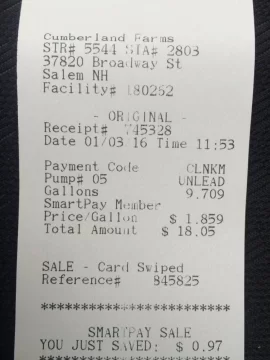 Cumberland Farms
STR# 5544 STA# 2803
37820 Broadway St
Salem NH
Facility# 180262
- ORIGINAL -
Receipt# 745328
Date 01/03/16 Time 11:53
Payment Code CLNKM
Pump# 05 UNLEAD
Gallons 9.709
SmartPay Member
Price/Gallon $ 1.859
Total Amount $ 18.05
SALE - Card Swiped
Reference# 845825
**************************
SMARTPAY SALE
YOU JUST SAVED: $ 0.97
**************************